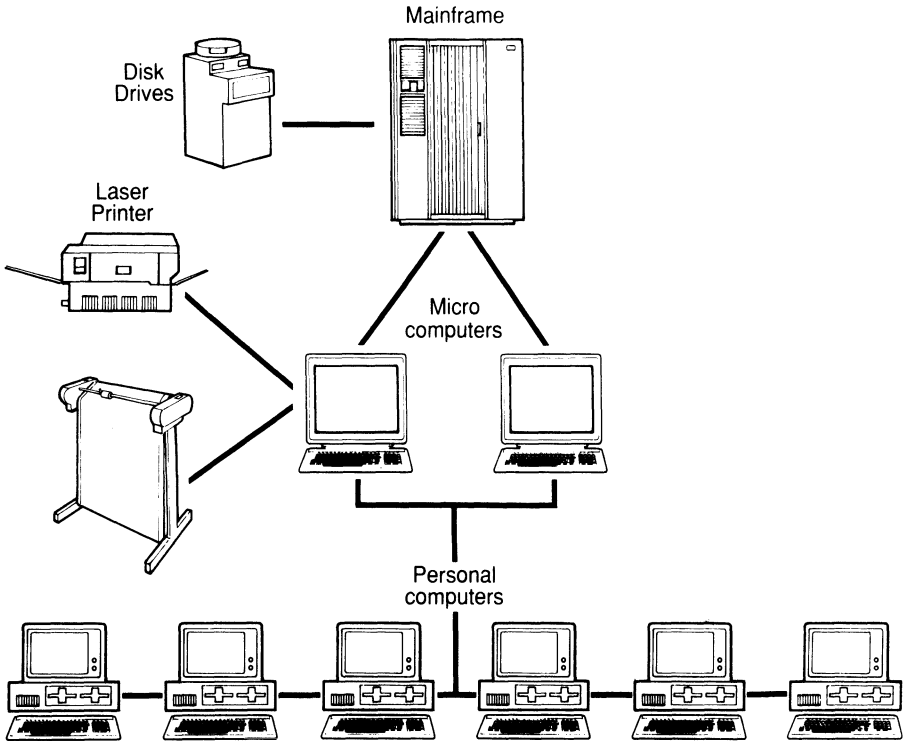 Mainframe
Disk
Drives
Laser
Printer
Micro
computers
Personal
computers